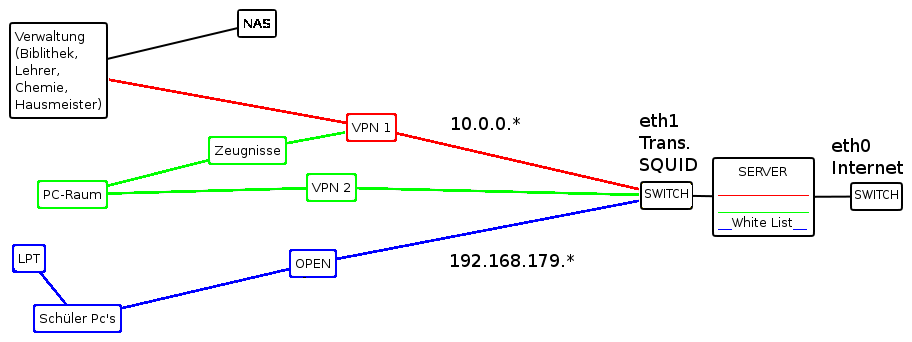 NAS
Verwaltung
(Biblithek,
Lehrer,
Chemie,
Hausmeister)
VPN 1
10.0.0.*
eth1
Trans.
SQUID
eth0
Internet
Zeugnisse
SERVER
PC-Raum
VPN 2
SWITCH
SWITCH
__White List__
LPT
OPEN
192.168.179.*
Schüler Pc's